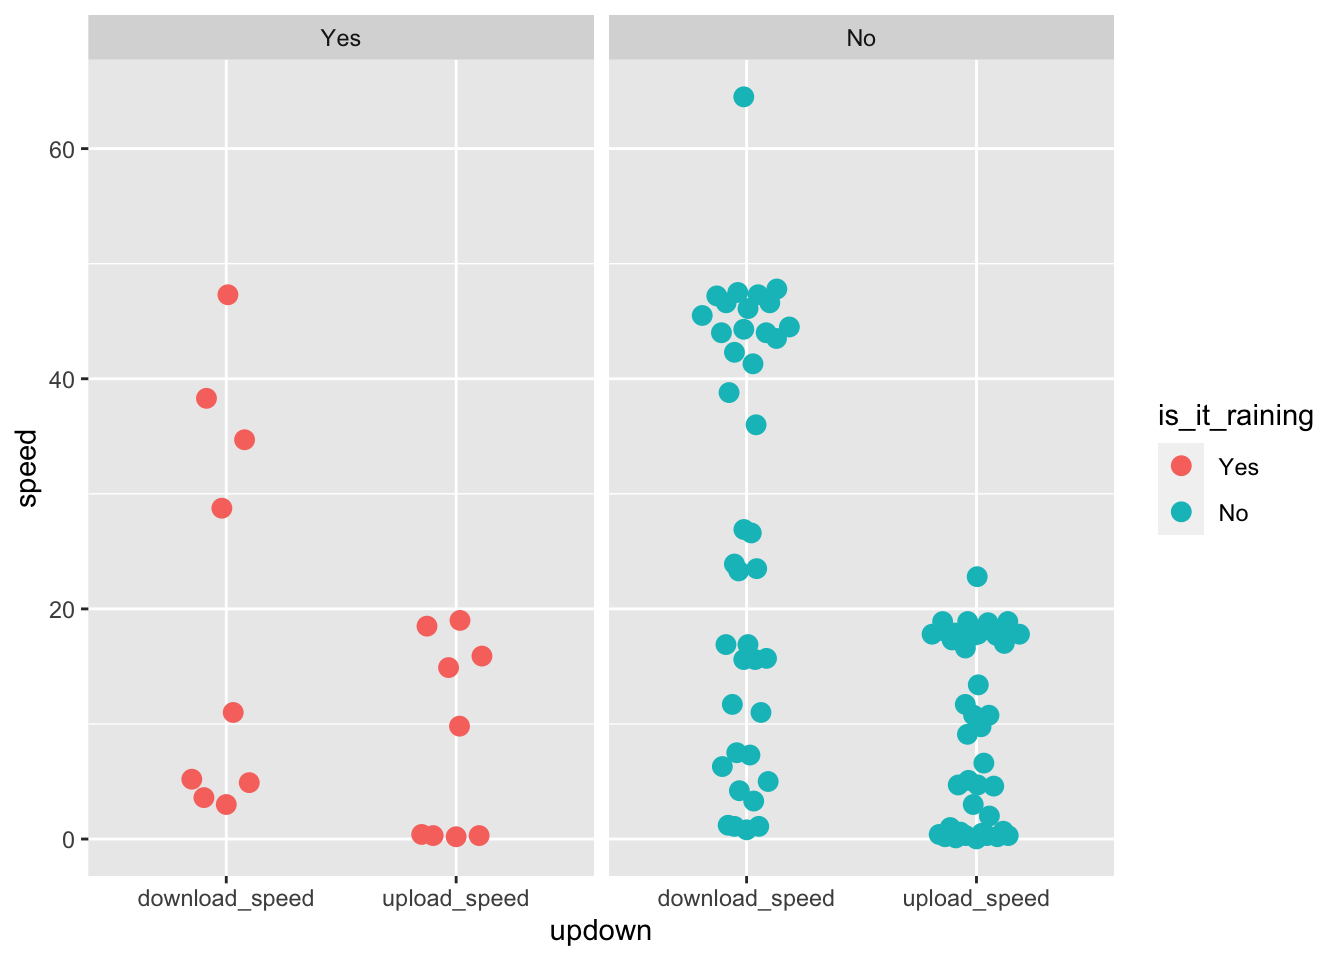 Yes
No
60
40
20
0
speed
download_speed
upload_speed
download_speed
upload_speed
updown
is_it_raining
Yes
No